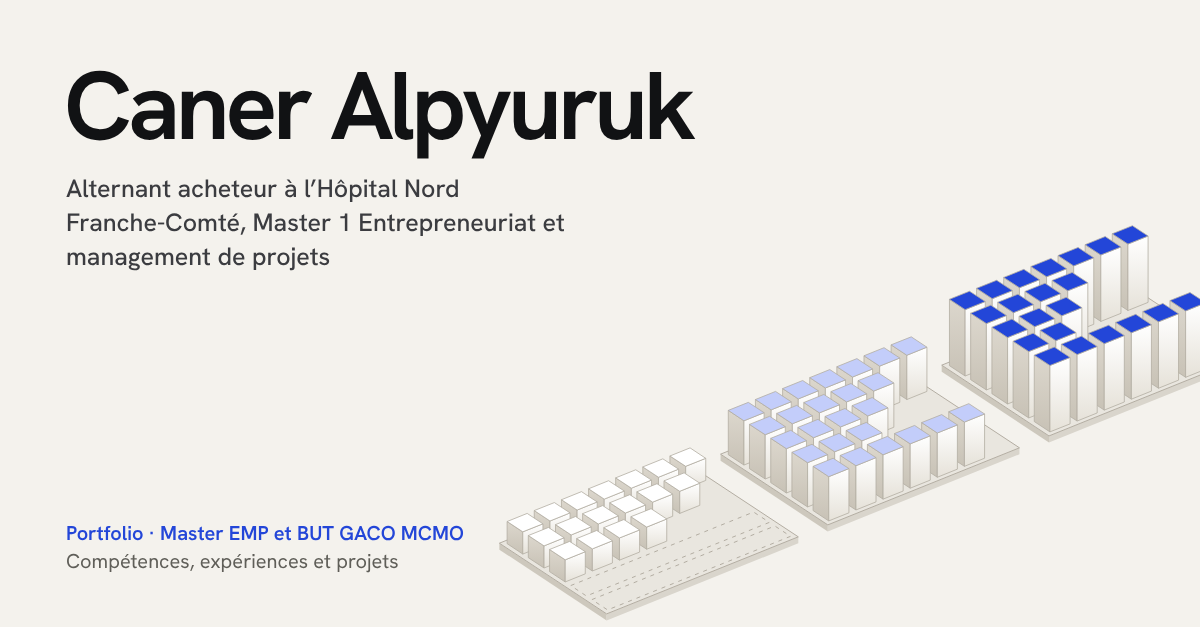 Caner Alpyuruk
Alternant acheteur à l’Hôpital Nord
Franche-Comté, Master 1 Entrepreneuriat et
management de projets
Portfolio · Master EMP et BUT GACO MCMO
Compétences, expériences et projets